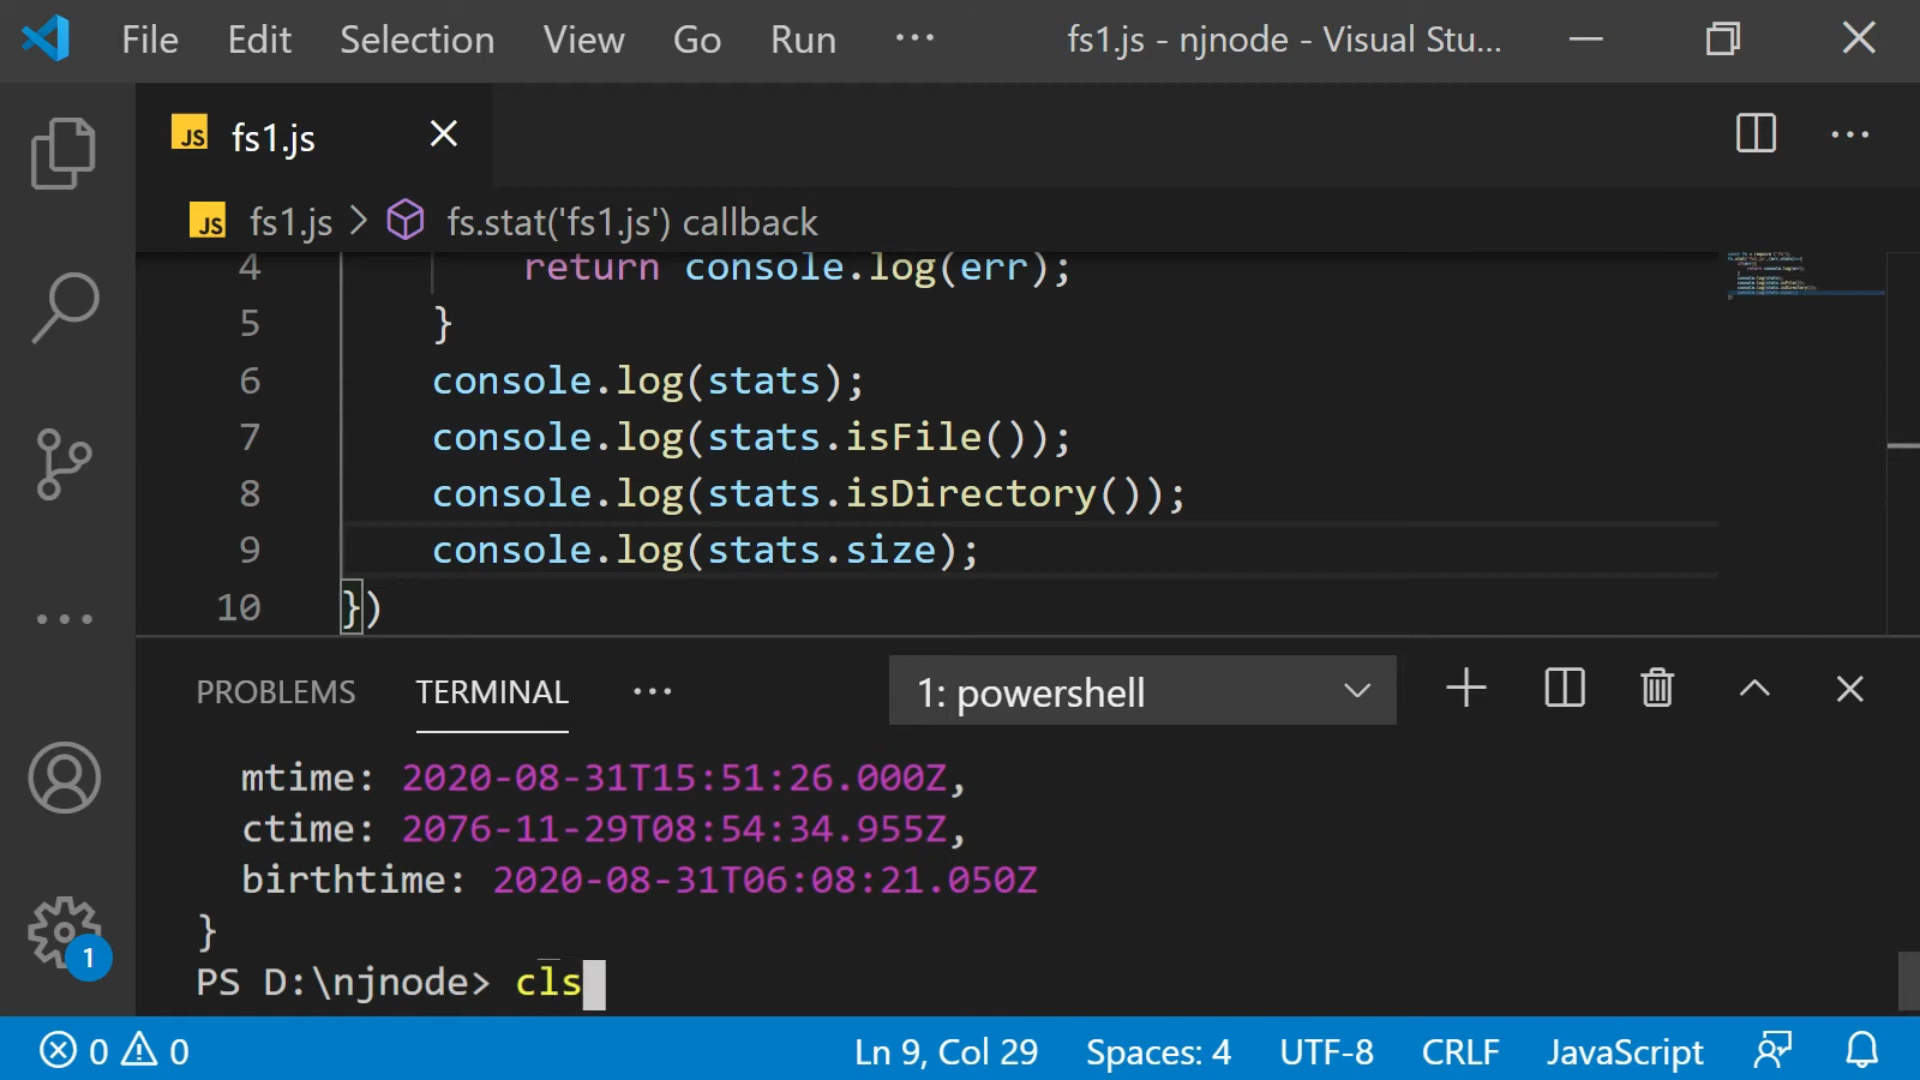 File Edit Selection View Go Run ··· fs1.js - njnode - Visual Stu...
JS fs1.js
JS fs1.js > fs.stat('fs1.js') callback
4 return console.log(err);
5 }
6 console.log(stats);
7 console.log(stats.isFile());
8 console.log(stats.isDirectory());
9 console.log(stats.size);
10 })
PROBLEMS TERMINAL ··· 1: powershell
mtime: 2020-08-31T15:51:26.000Z,
ctime: 2076-11-29T08:54:34.955Z,
birthtime: 2020-08-31T06:08:21.050Z
}
1
PS D:\njnode> cls
0 0 Ln 9, Col 29 Spaces: 4 UTF-8 CRLF JavaScript